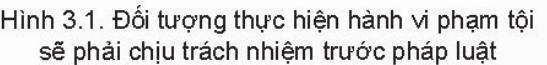 Hình 3.1. Đối tượng thực hiện hành vi phạm tội
sẽ phải chịu trách nhiệm trước pháp luật